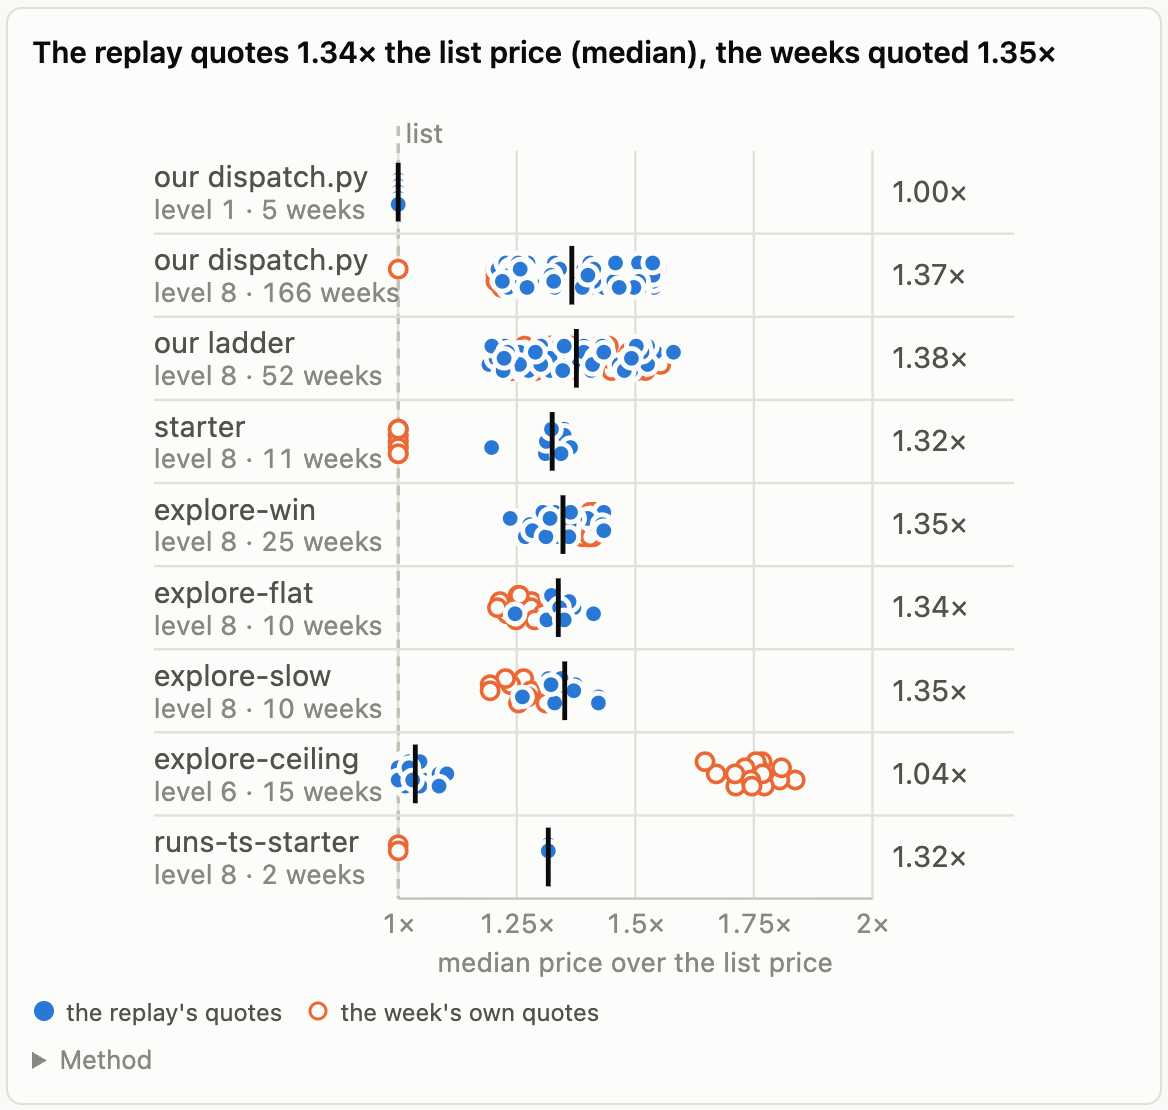 The replay quotes 1.34× the list price (median), the weeks quoted 1.35×
list
our dispatch.py
level 1 · 5 weeks
1.00×
our dispatch.py
level 8 · 166 weeks
1.37×
our ladder
level 8 · 52 weeks
1.38×
starter
level 8 · 11 weeks
1.32×
explore-win
level 8 · 25 weeks
1.35×
explore-flat
level 8 · 10 weeks
1.34×
explore-slow
level 8 · 10 weeks
1.35×
explore-ceiling
level 6 · 15 weeks
1.04×
runs-ts-starter
level 8 · 2 weeks
1.32×
1× 1.25× 1.5× 1.75× 2×
median price over the list price
the replay's quotes the week's own quotes
Method